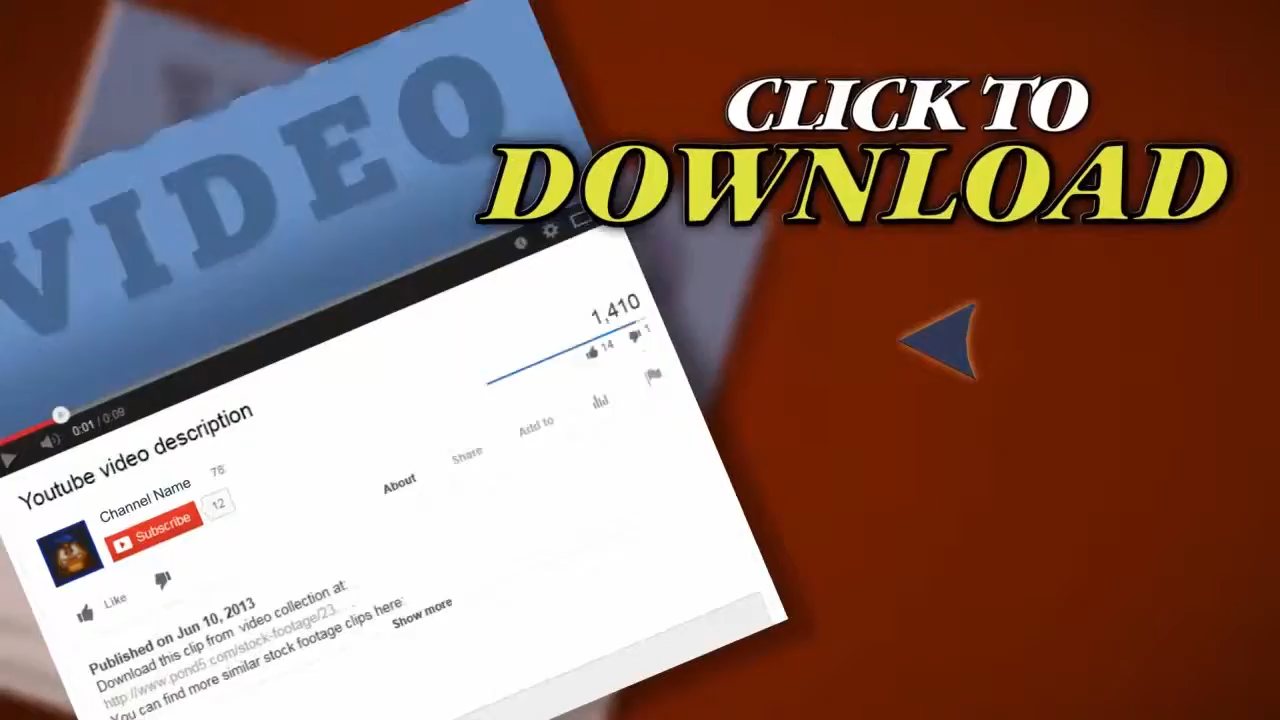 VIDEO
CLICK TO
DOWNLOAD
1,410
14 1
0:01 / 0:09
Youtube video description
Channel Name 78
Subscribe 12
About Share Add to
Like
Published on Jun 10, 2013
Download this clip from video collection at:
http://www.pond5.com/stock-footage/23...
You can find more similar stock footage clips here:
Show more